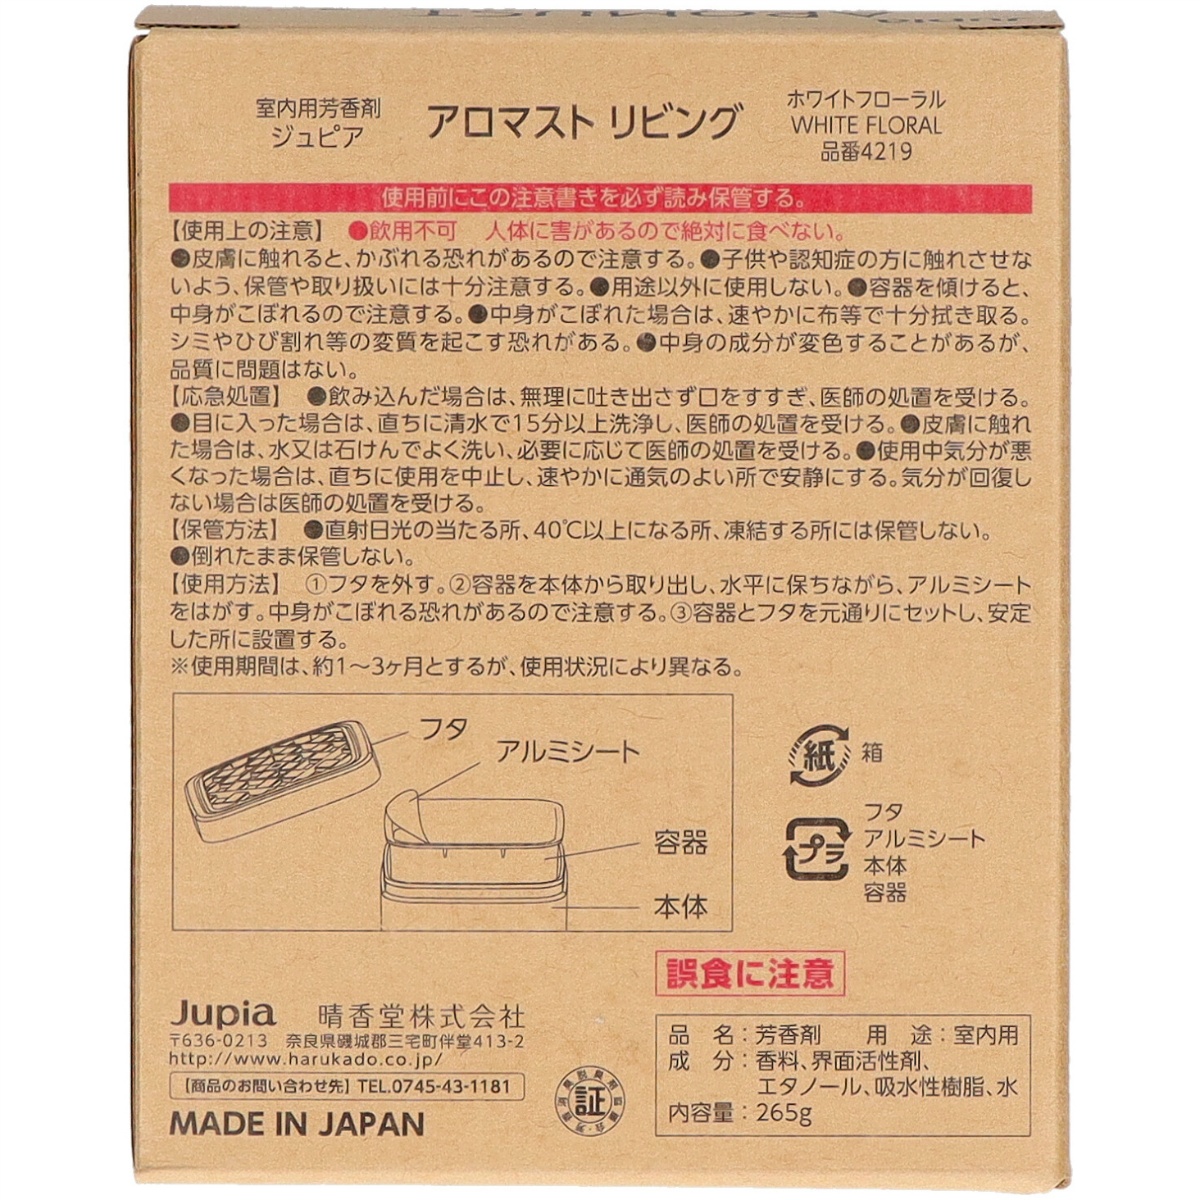 室内用芳香剤
ジュピア
アロマスト リビング
ホワイトフローラル
WHITE FLORAL
品番4219
使用前にこの注意書きを必ず読み保管する。
【使用上の注意】 ●飲用不可 人体に害があるので絶対に食べない。
●皮膚に触れると、かぶれる恐れがあるので注意する。●子供や認知症の方に触れさせな
いよう、保管や取り扱いには十分注意する。●用途以外に使用しない。●容器を傾けると、
中身がこぼれるので注意する。●中身がこぼれた場合は、速やかに布等で十分拭き取る。
シミやひび割れ等の変質を起こす恐れがある。●中身の成分が変色することがあるが、
品質に問題はない。
【応急処置】 ●飲み込んだ場合は、無理に吐き出さず口をすすぎ、医師の処置を受ける。
●目に入った場合は、直ちに清水で15分以上洗浄し、医師の処置を受ける。●皮膚に触れ
た場合は、水又は石けんでよく洗い、必要に応じて医師の処置を受ける。●使用中気分が悪
くなった場合は、直ちに使用を中止し、速やかに通気のよい所で安静にする。気分が回復し
ない場合は医師の処置を受ける。
【保管方法】 ●直射日光の当たる所、40℃以上になる所、凍結する所には保管しない。
●倒れたまま保管しない。
【使用方法】 ①フタを外す。②容器を本体から取り出し、水平に保ちながら、アルミシート
をはがす。中身がこぼれる恐れがあるので注意する。③容器とフタを元通りにセットし、安定
した所に設置する。
※使用期間は、約1～3ヶ月とするが、使用状況により異なる。
フタ
アルミシート
容器
本体
紙 箱
プラ
フタ
アルミシート
本体
容器
誤食に注意
Jupia 晴香堂株式会社
〒636-0213 奈良県磯城郡三宅町伴堂413-2
http://www.harukado.co.jp/
【商品のお問い合わせ先】TEL.0745-43-1181
MADE IN JAPAN
証
品名：芳香剤 用途：室内用
成分：香料、界面活性剤、
エタノール、吸水性樹脂、水
内容量：265g